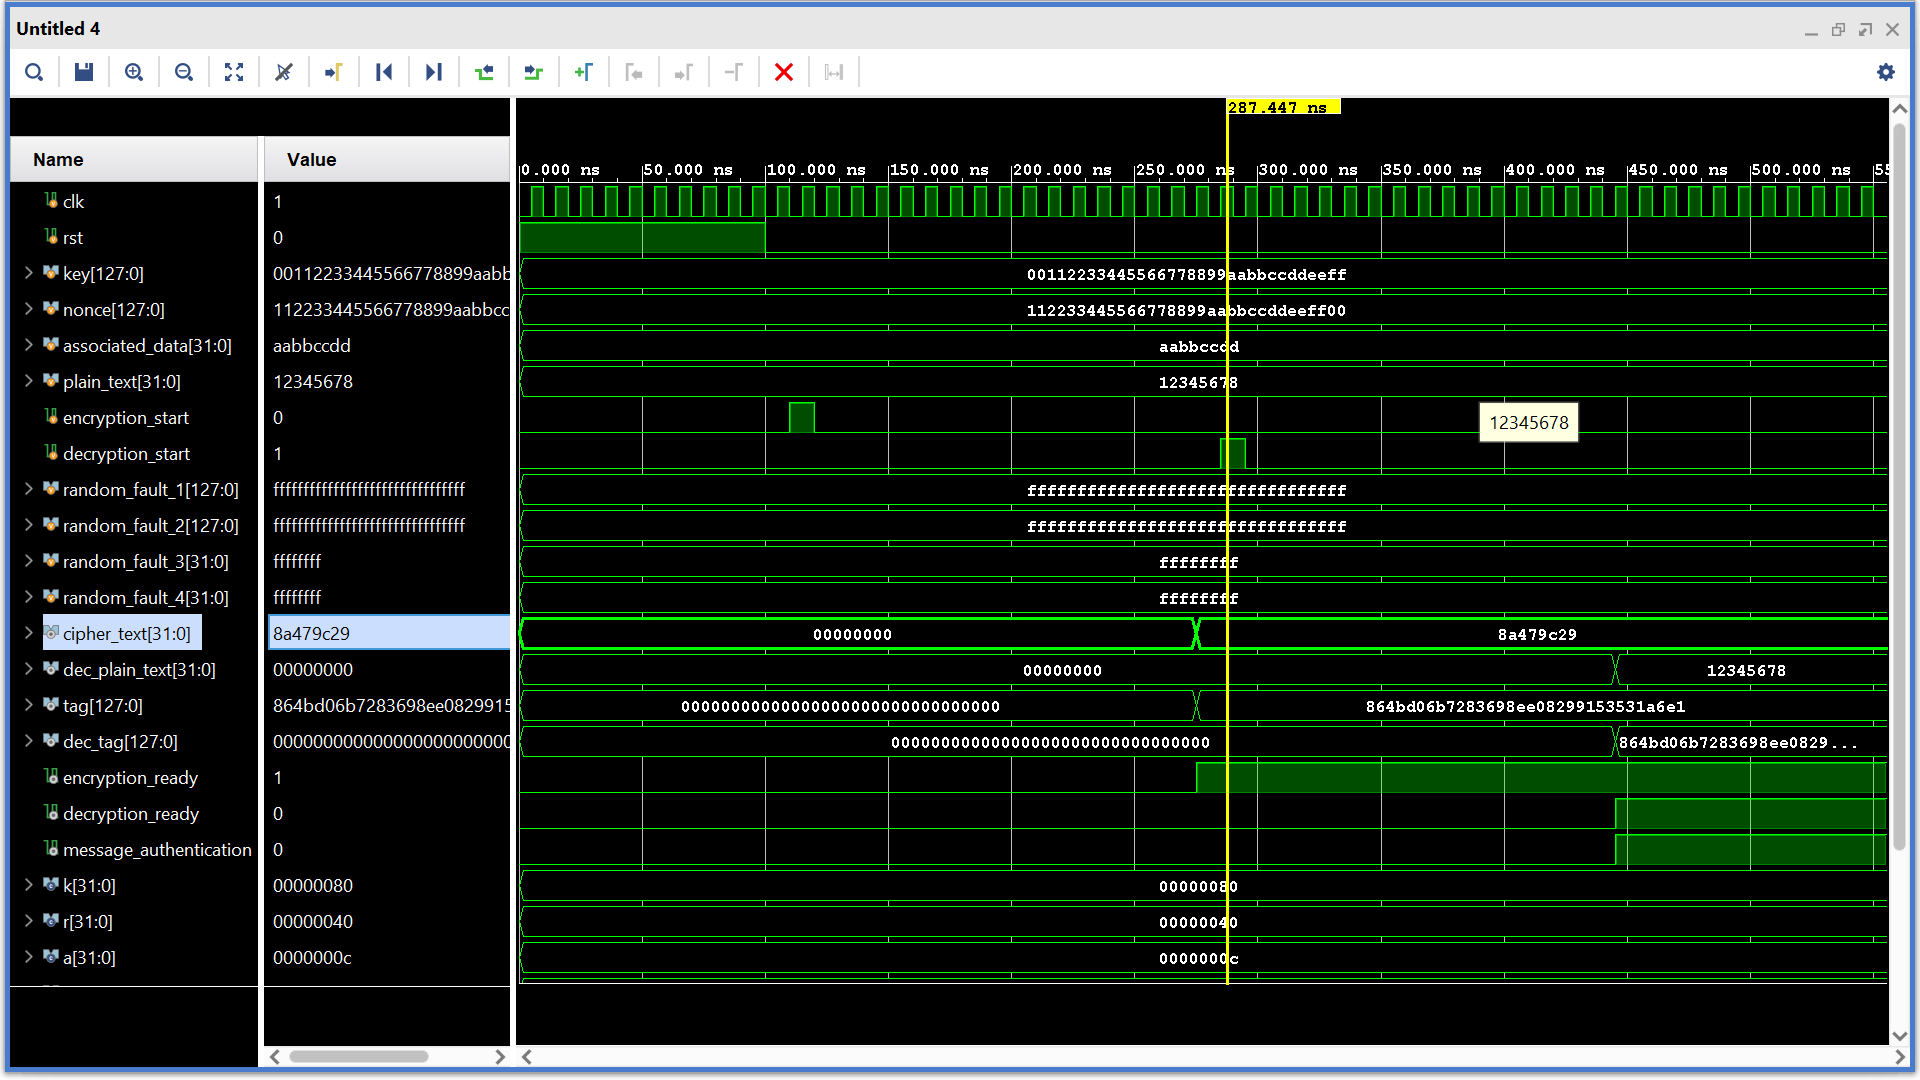 Untitled 4
287.447 ns
Name Value
0.000 ns 50.000 ns 100.000 ns 150.000 ns 200.000 ns 250.000 ns 300.000 ns 350.000 ns 400.000 ns 450.000 ns 500.000 ns 55
clk 1
rst 0
key[127:0] 00112233445566778899aabb 00112233445566778899aabbccddeeff
nonce[127:0] 112233445566778899aabbcc 112233445566778899aabbccddeeff00
associated_data[31:0] aabbccdd aabbccdd
plain_text[31:0] 12345678 12345678
encryption_start 0 12345678
decryption_start 1
random_fault_1[127:0] ffffffffffffffffffffffffffffffff ffffffffffffffffffffffffffffffff
random_fault_2[127:0] ffffffffffffffffffffffffffffffff ffffffffffffffffffffffffffffffff
random_fault_3[31:0] ffffffff ffffffff
random_fault_4[31:0] ffffffff ffffffff
cipher_text[31:0] 8a479c29 00000000 8a479c29
dec_plain_text[31:0] 00000000 00000000 12345678
tag[127:0] 864bd06b7283698ee0829915 00000000000000000000000000000000 864bd06b7283698ee08299153531a6e1
dec_tag[127:0] 000000000000000000000000 00000000000000000000000000000000 864bd06b7283698ee0829...
encryption_ready 1
decryption_ready 0
message_authentication 0
k[31:0] 00000080 00000080
r[31:0] 00000040 00000040
a[31:0] 0000000c 0000000c